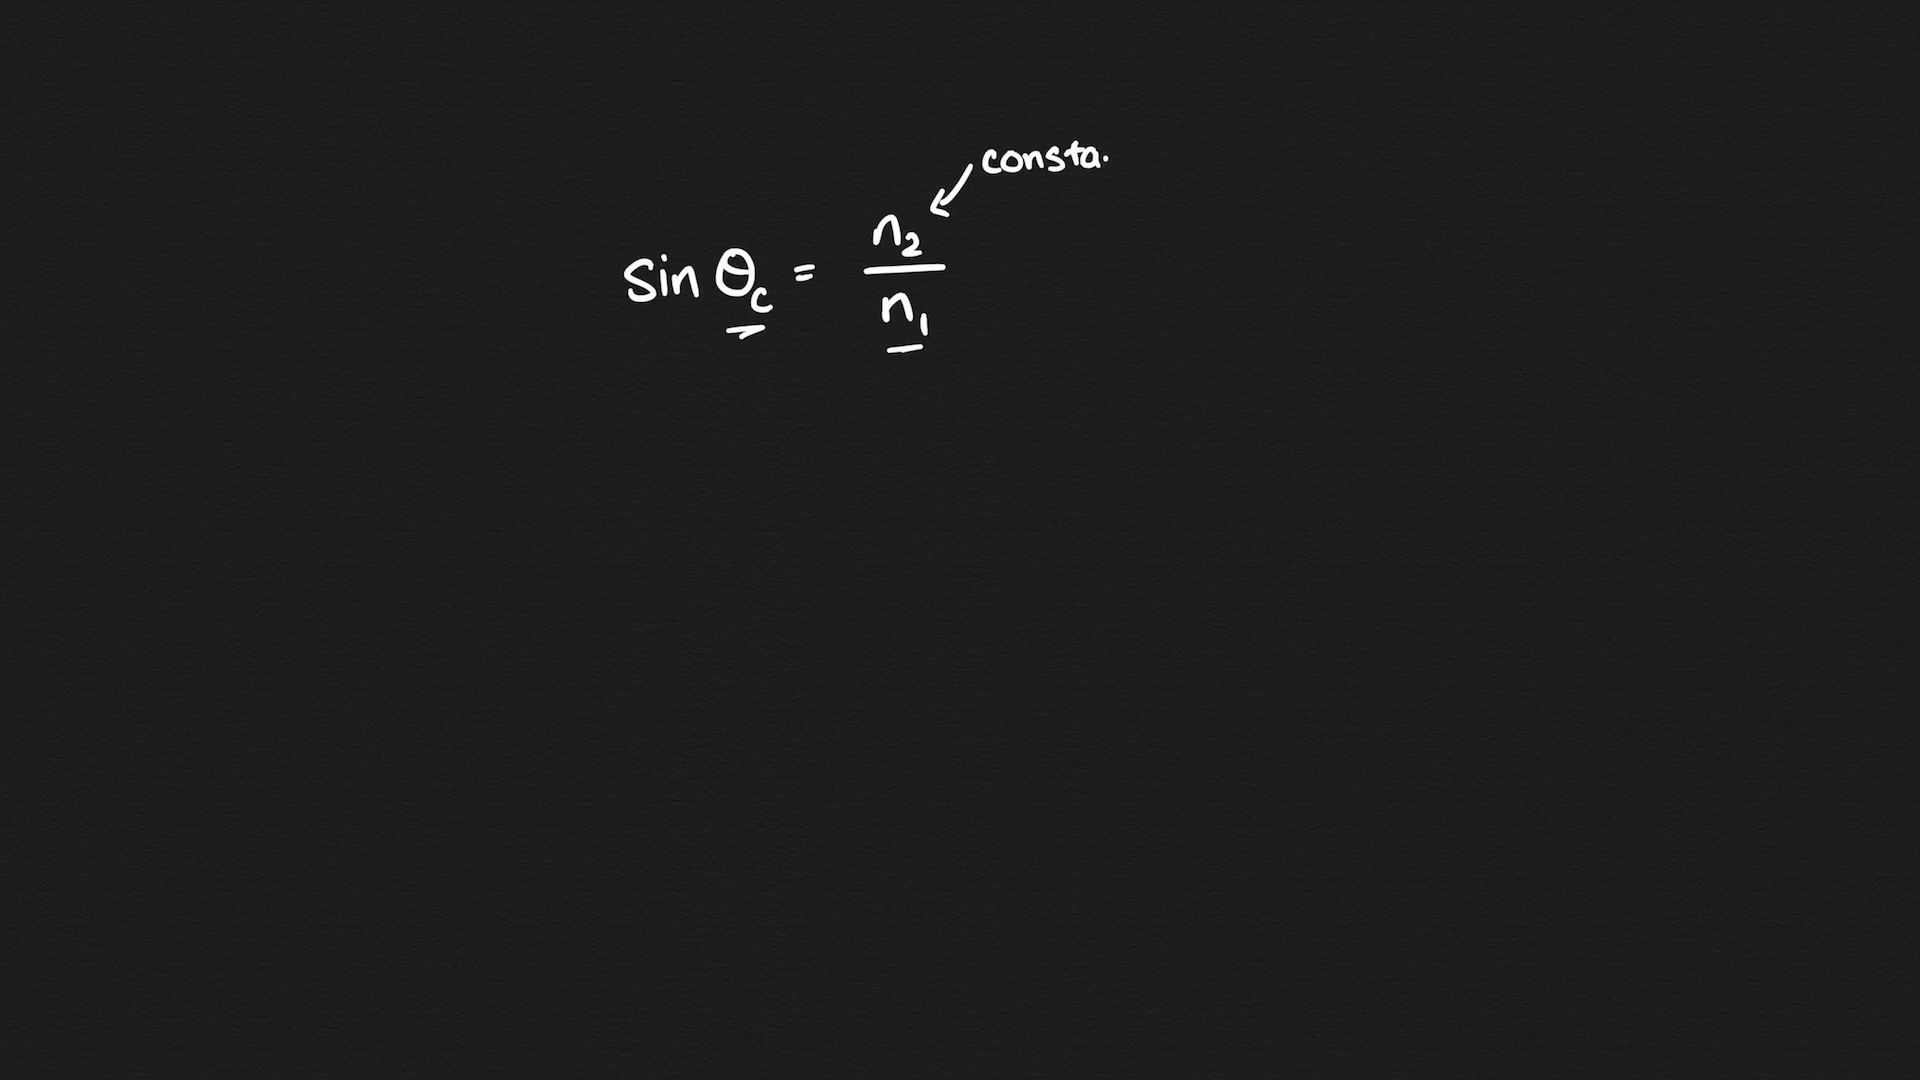 consta.
sin θc = n2/n1